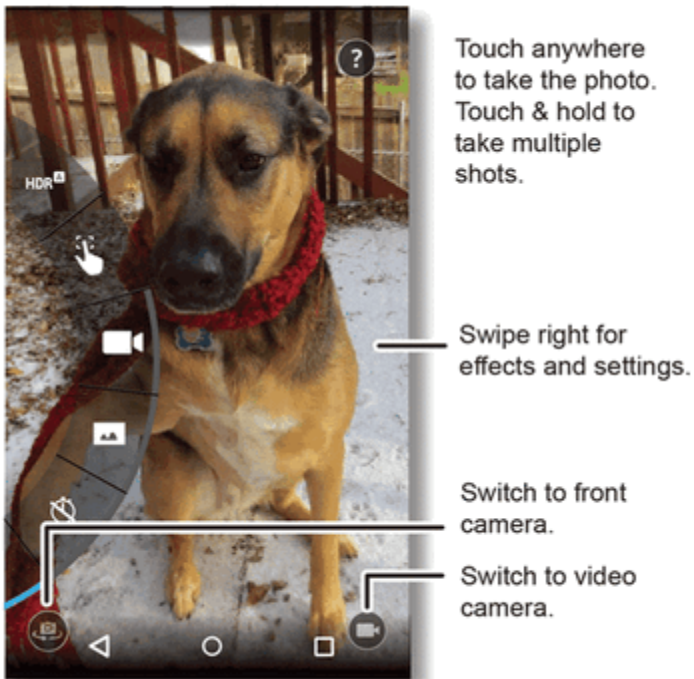 ?
Touch anywhere
to take the photo.
Touch & hold to
take multiple
shots.
HDR A
Swipe right for
effects and settings.
Switch to front
camera.
Switch to video
camera.